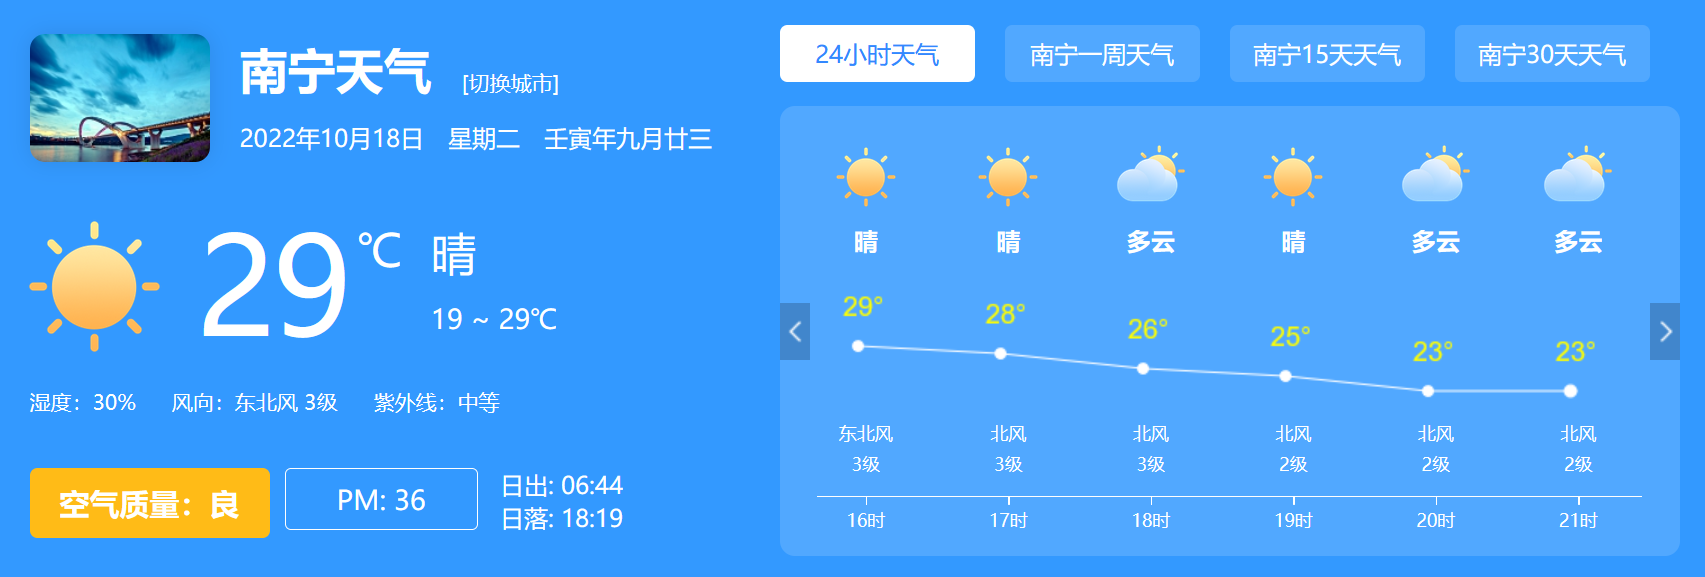 南宁天气 [切换城市]
2022年10月18日 星期二 壬寅年九月廿三
29℃ 晴
19 ~ 29℃
湿度：30% 风向：东北风 3级 紫外线：中等
空气质量：良 PM: 36
日出: 06:44
日落: 18:19
24小时天气 南宁一周天气 南宁15天天气 南宁30天天气
晴 晴 多云 晴 多云 多云
29° 28° 26° 25° 23° 23°
东北风 北风 北风 北风 北风 北风
3级 3级 3级 2级 2级 2级
16时 17时 18时 19时 20时 21时